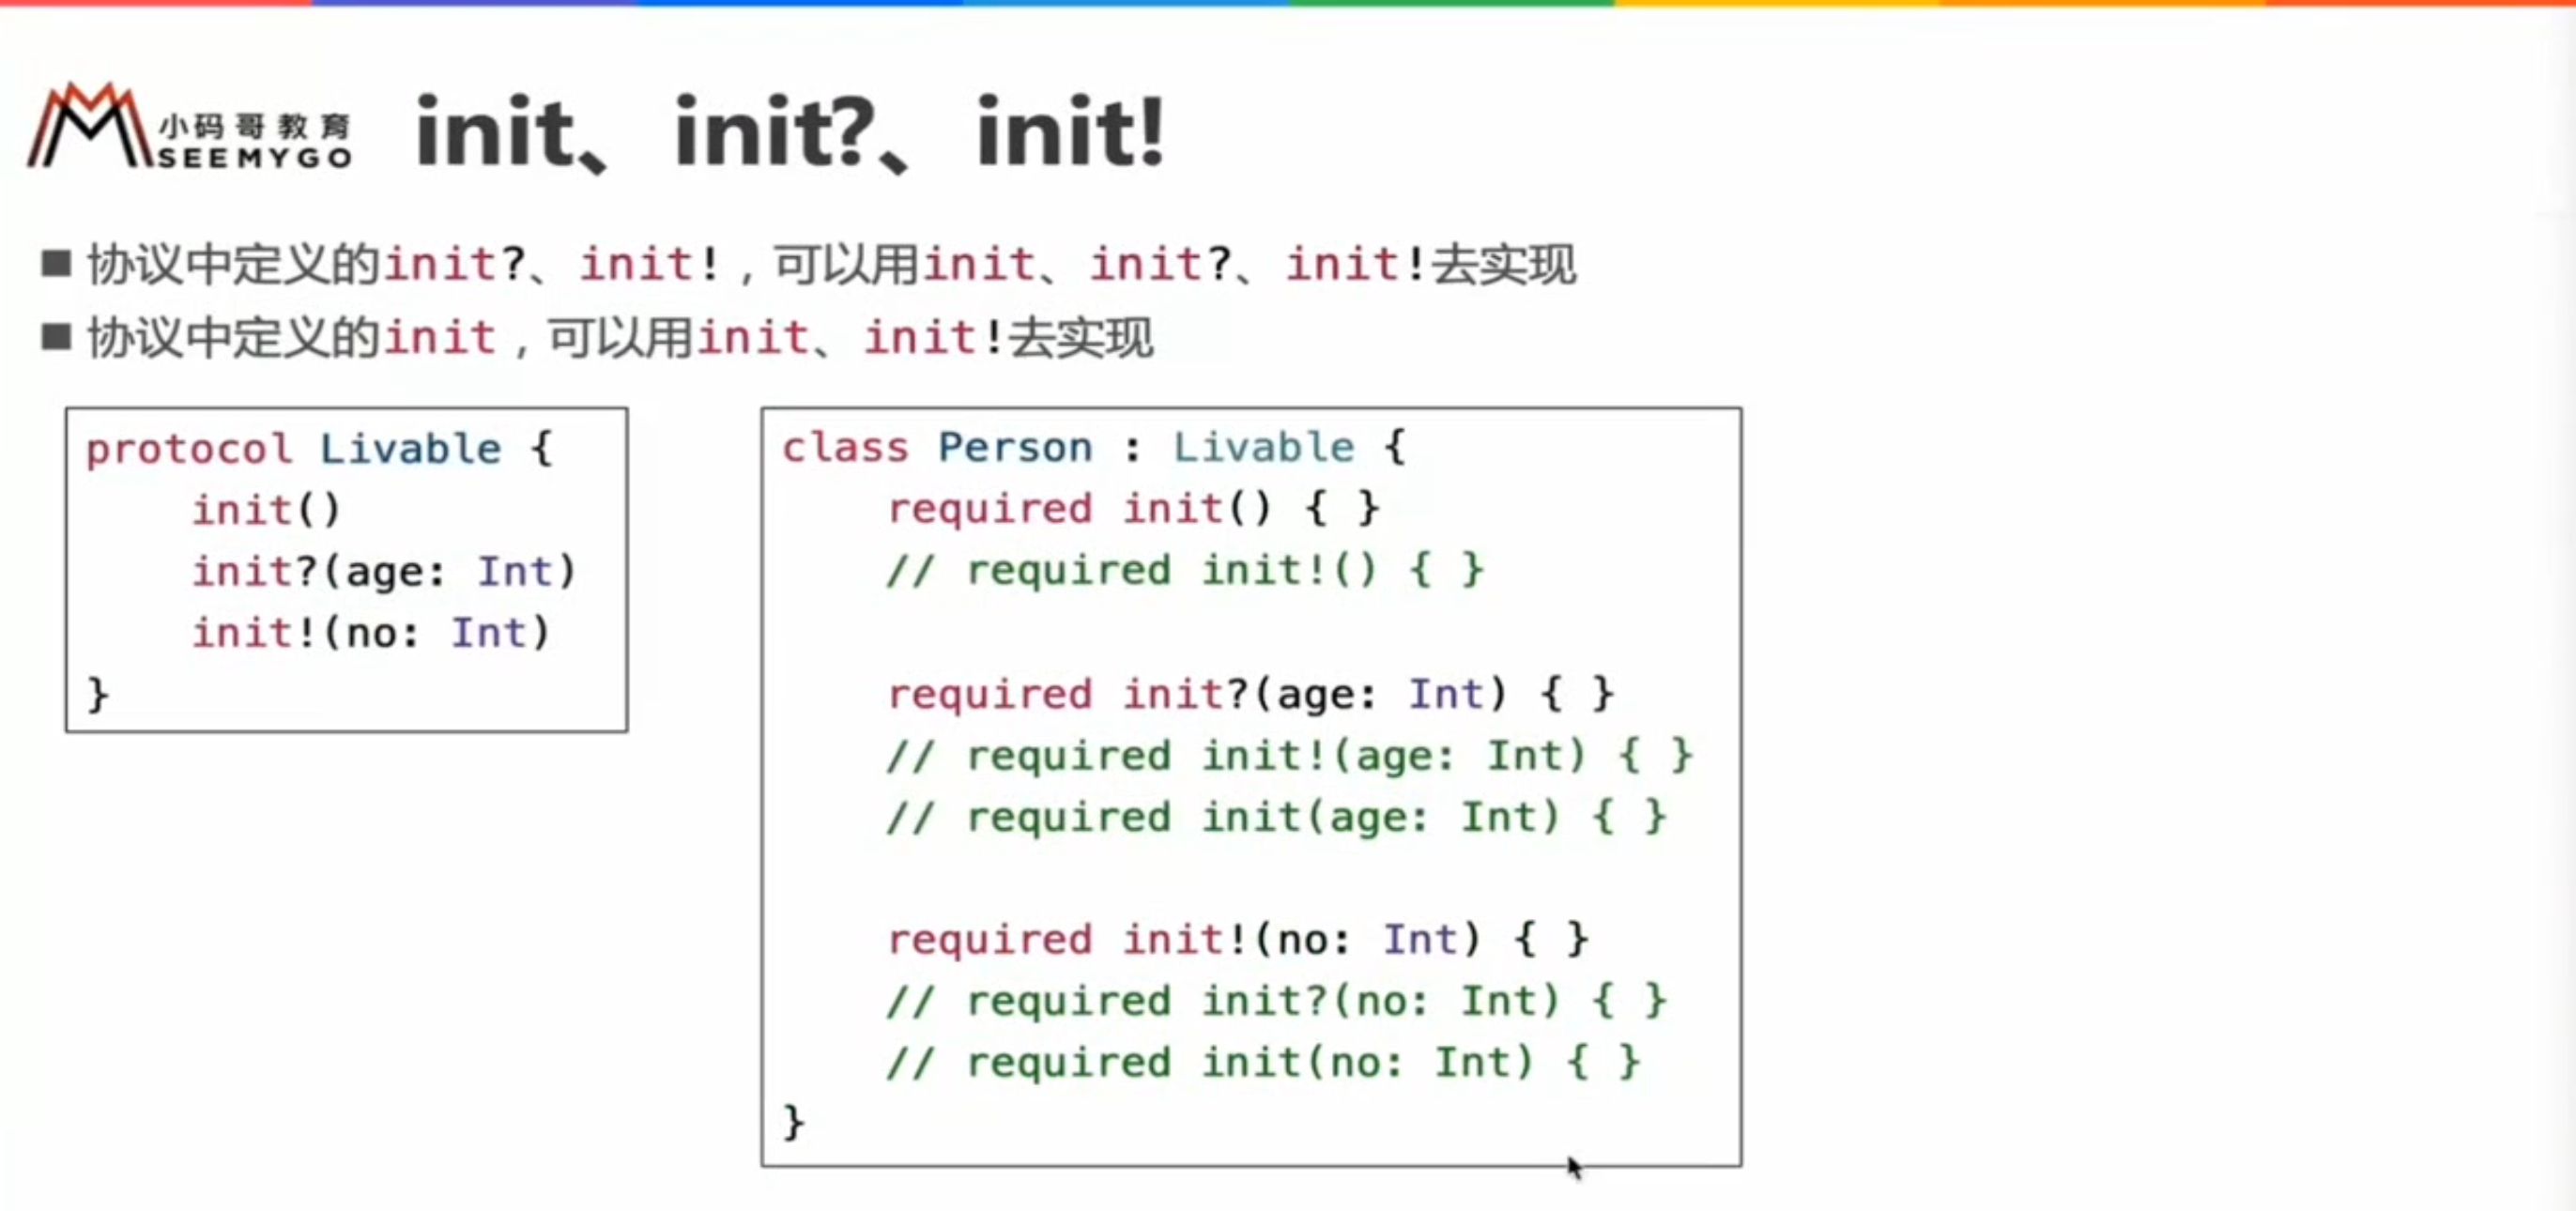 小码哥教育
SEEMYGO
init、init?、init!
■ 协议中定义的init?、init!，可以用init、init?、init!去实现
■ 协议中定义的init，可以用init、init!去实现
protocol Livable {
    init()
    init?(age: Int)
    init!(no: Int)
}
class Person : Livable {
    required init() { }
    // required init!() { }
    required init?(age: Int) { }
    // required init!(age: Int) { }
    // required init(age: Int) { }
    required init!(no: Int) { }
    // required init?(no: Int) { }
    // required init(no: Int) { }
}